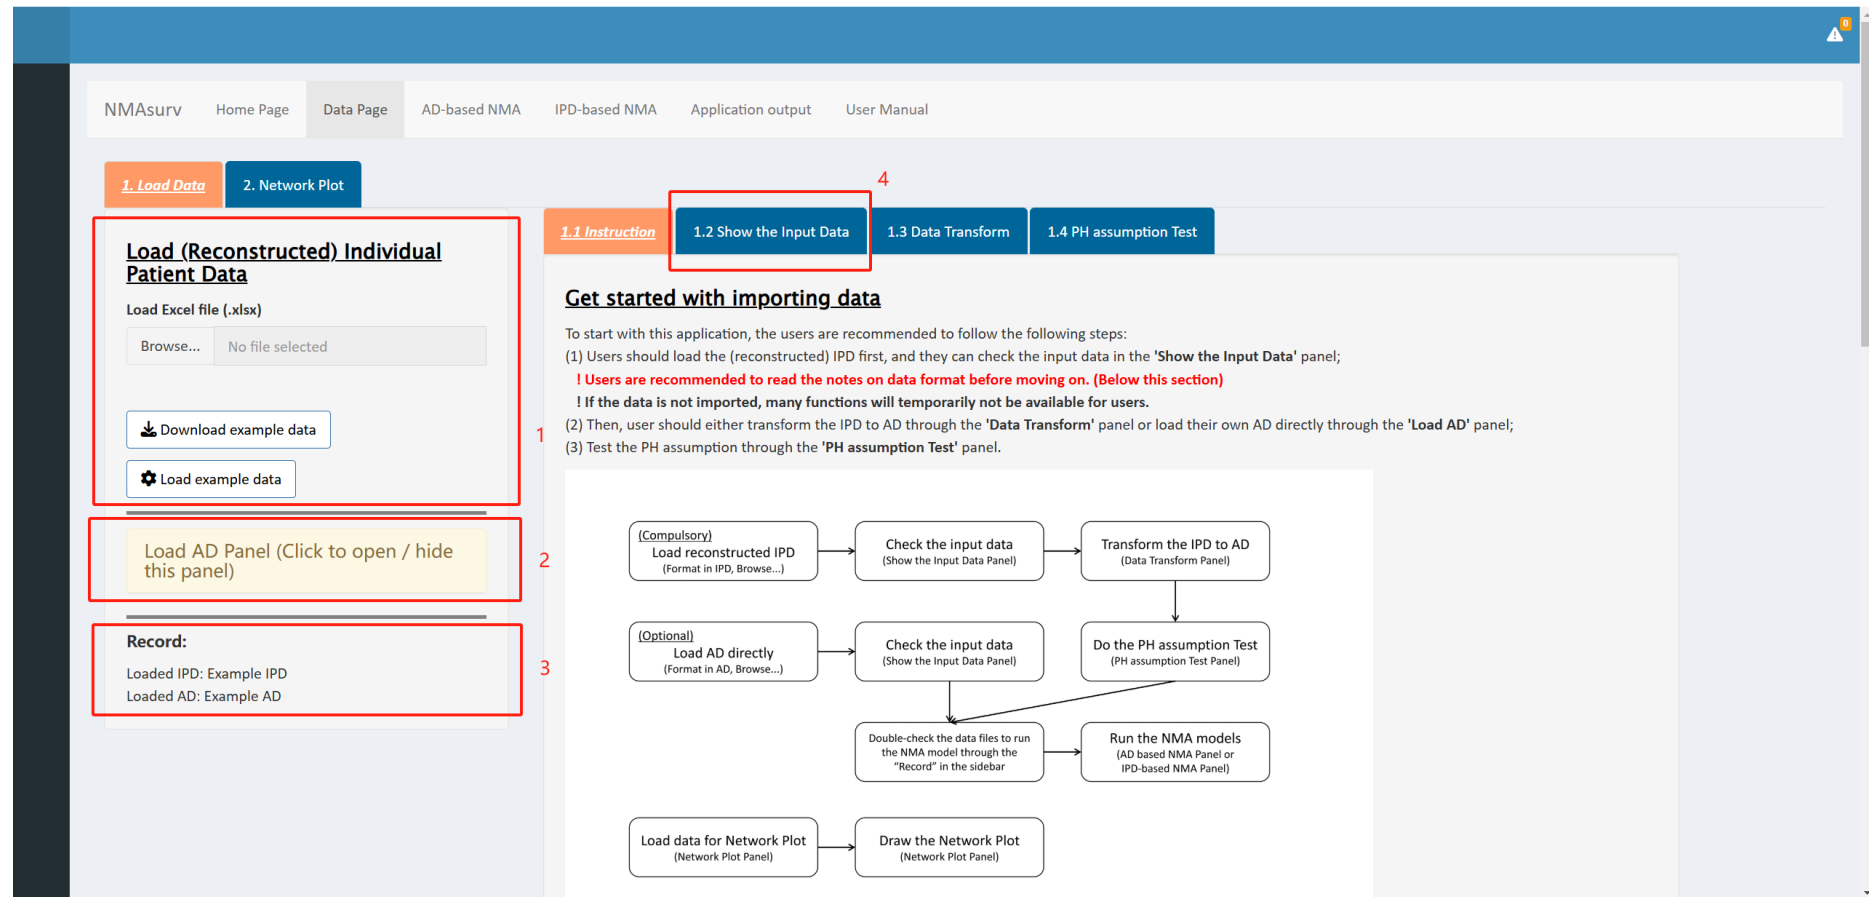 0
NMAsurv Home Page Data Page AD-based NMA IPD-based NMA Application output User Manual
1. Load Data 2. Network Plot
4
1.1 Instruction 1.2 Show the Input Data 1.3 Data Transform 1.4 PH assumption Test
Load (Reconstructed) Individual
Patient Data
Load Excel file (.xlsx)
Browse... No file selected
Download example data
Load example data
1
Load AD Panel (Click to open / hide
this panel)
2
Record:
Loaded IPD: Example IPD
Loaded AD: Example AD
3
Get started with importing data
To start with this application, the users are recommended to follow the following steps:
(1) Users should load the (reconstructed) IPD first, and they can check the input data in the 'Show the Input Data' panel;
! Users are recommended to read the notes on data format before moving on. (Below this section)
! If the data is not imported, many functions will temporarily not be available for users.
(2) Then, user should either transform the IPD to AD through the 'Data Transform' panel or load their own AD directly through the 'Load AD' panel;
(3) Test the PH assumption through the 'PH assumption Test' panel.
(Compulsory)
Load reconstructed IPD
(Format in IPD, Browse...)
Check the input data
(Show the Input Data Panel)
Transform the IPD to AD
(Data Transform Panel)
(Optional)
Load AD directly
(Format in AD, Browse...)
Check the input data
(Show the Input Data Panel)
Do the PH assumption Test
(PH assumption Test Panel)
Double-check the data files to run
the NMA model through the
"Record" in the sidebar
Run the NMA models
(AD based NMA Panel or
IPD-based NMA Panel)
Load data for Network Plot
(Network Plot Panel)
Draw the Network Plot
(Network Plot Panel)